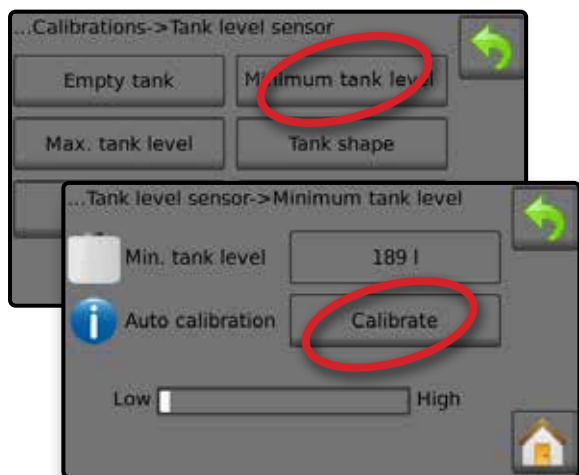 ...Calibrations->Tank level sensor
Empty tank
Minimum tank level
Max. tank level
Tank shape
...Tank level sensor->Minimum tank level
Min. tank level
189 l
Auto calibration
Calibrate
Low
High